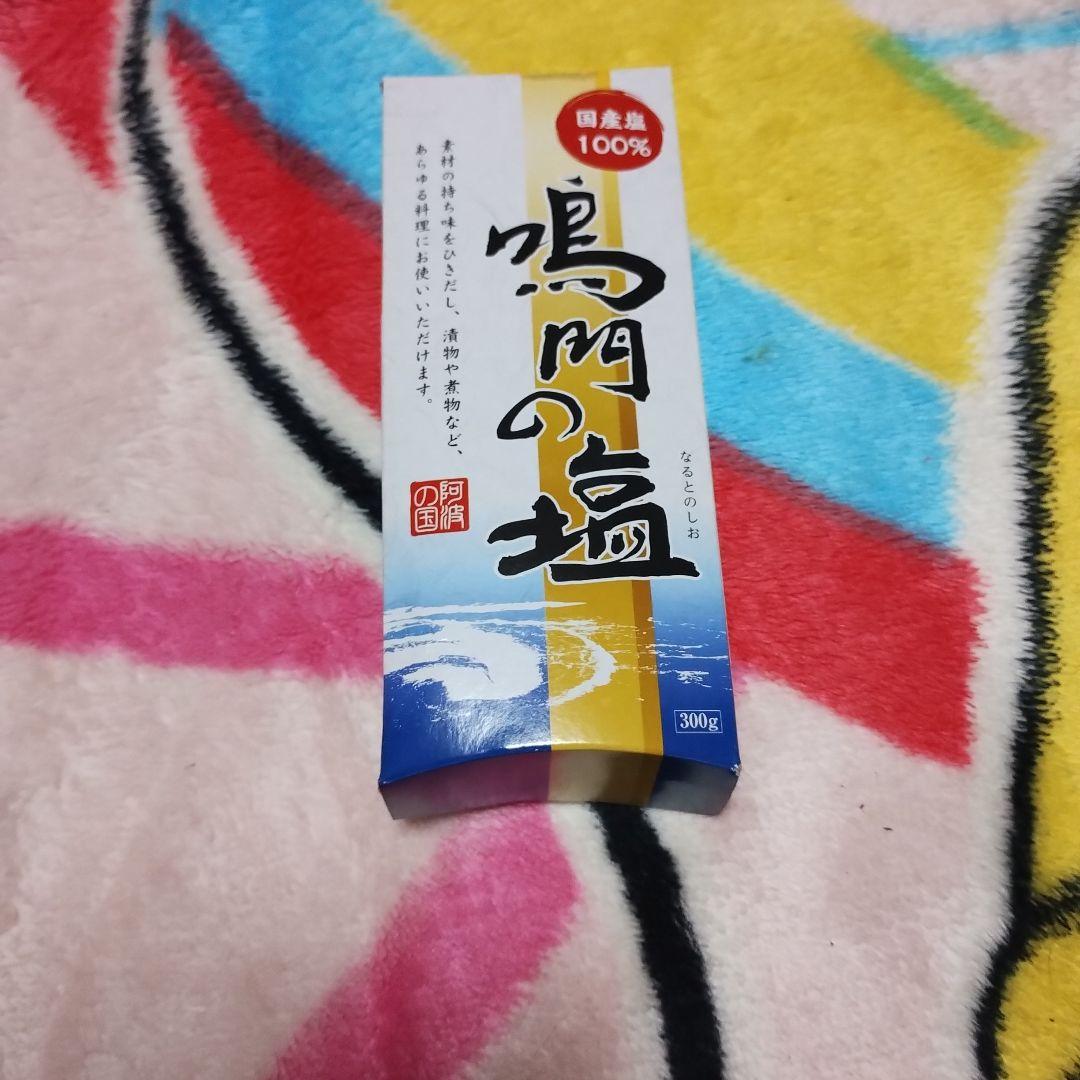 国産塩
100%
鳴門の塩
なるとのしお
素材の持ち味をひきだし、漬物や煮物など、
あらゆる料理にお使いいただけます。
阿波
の国
300g